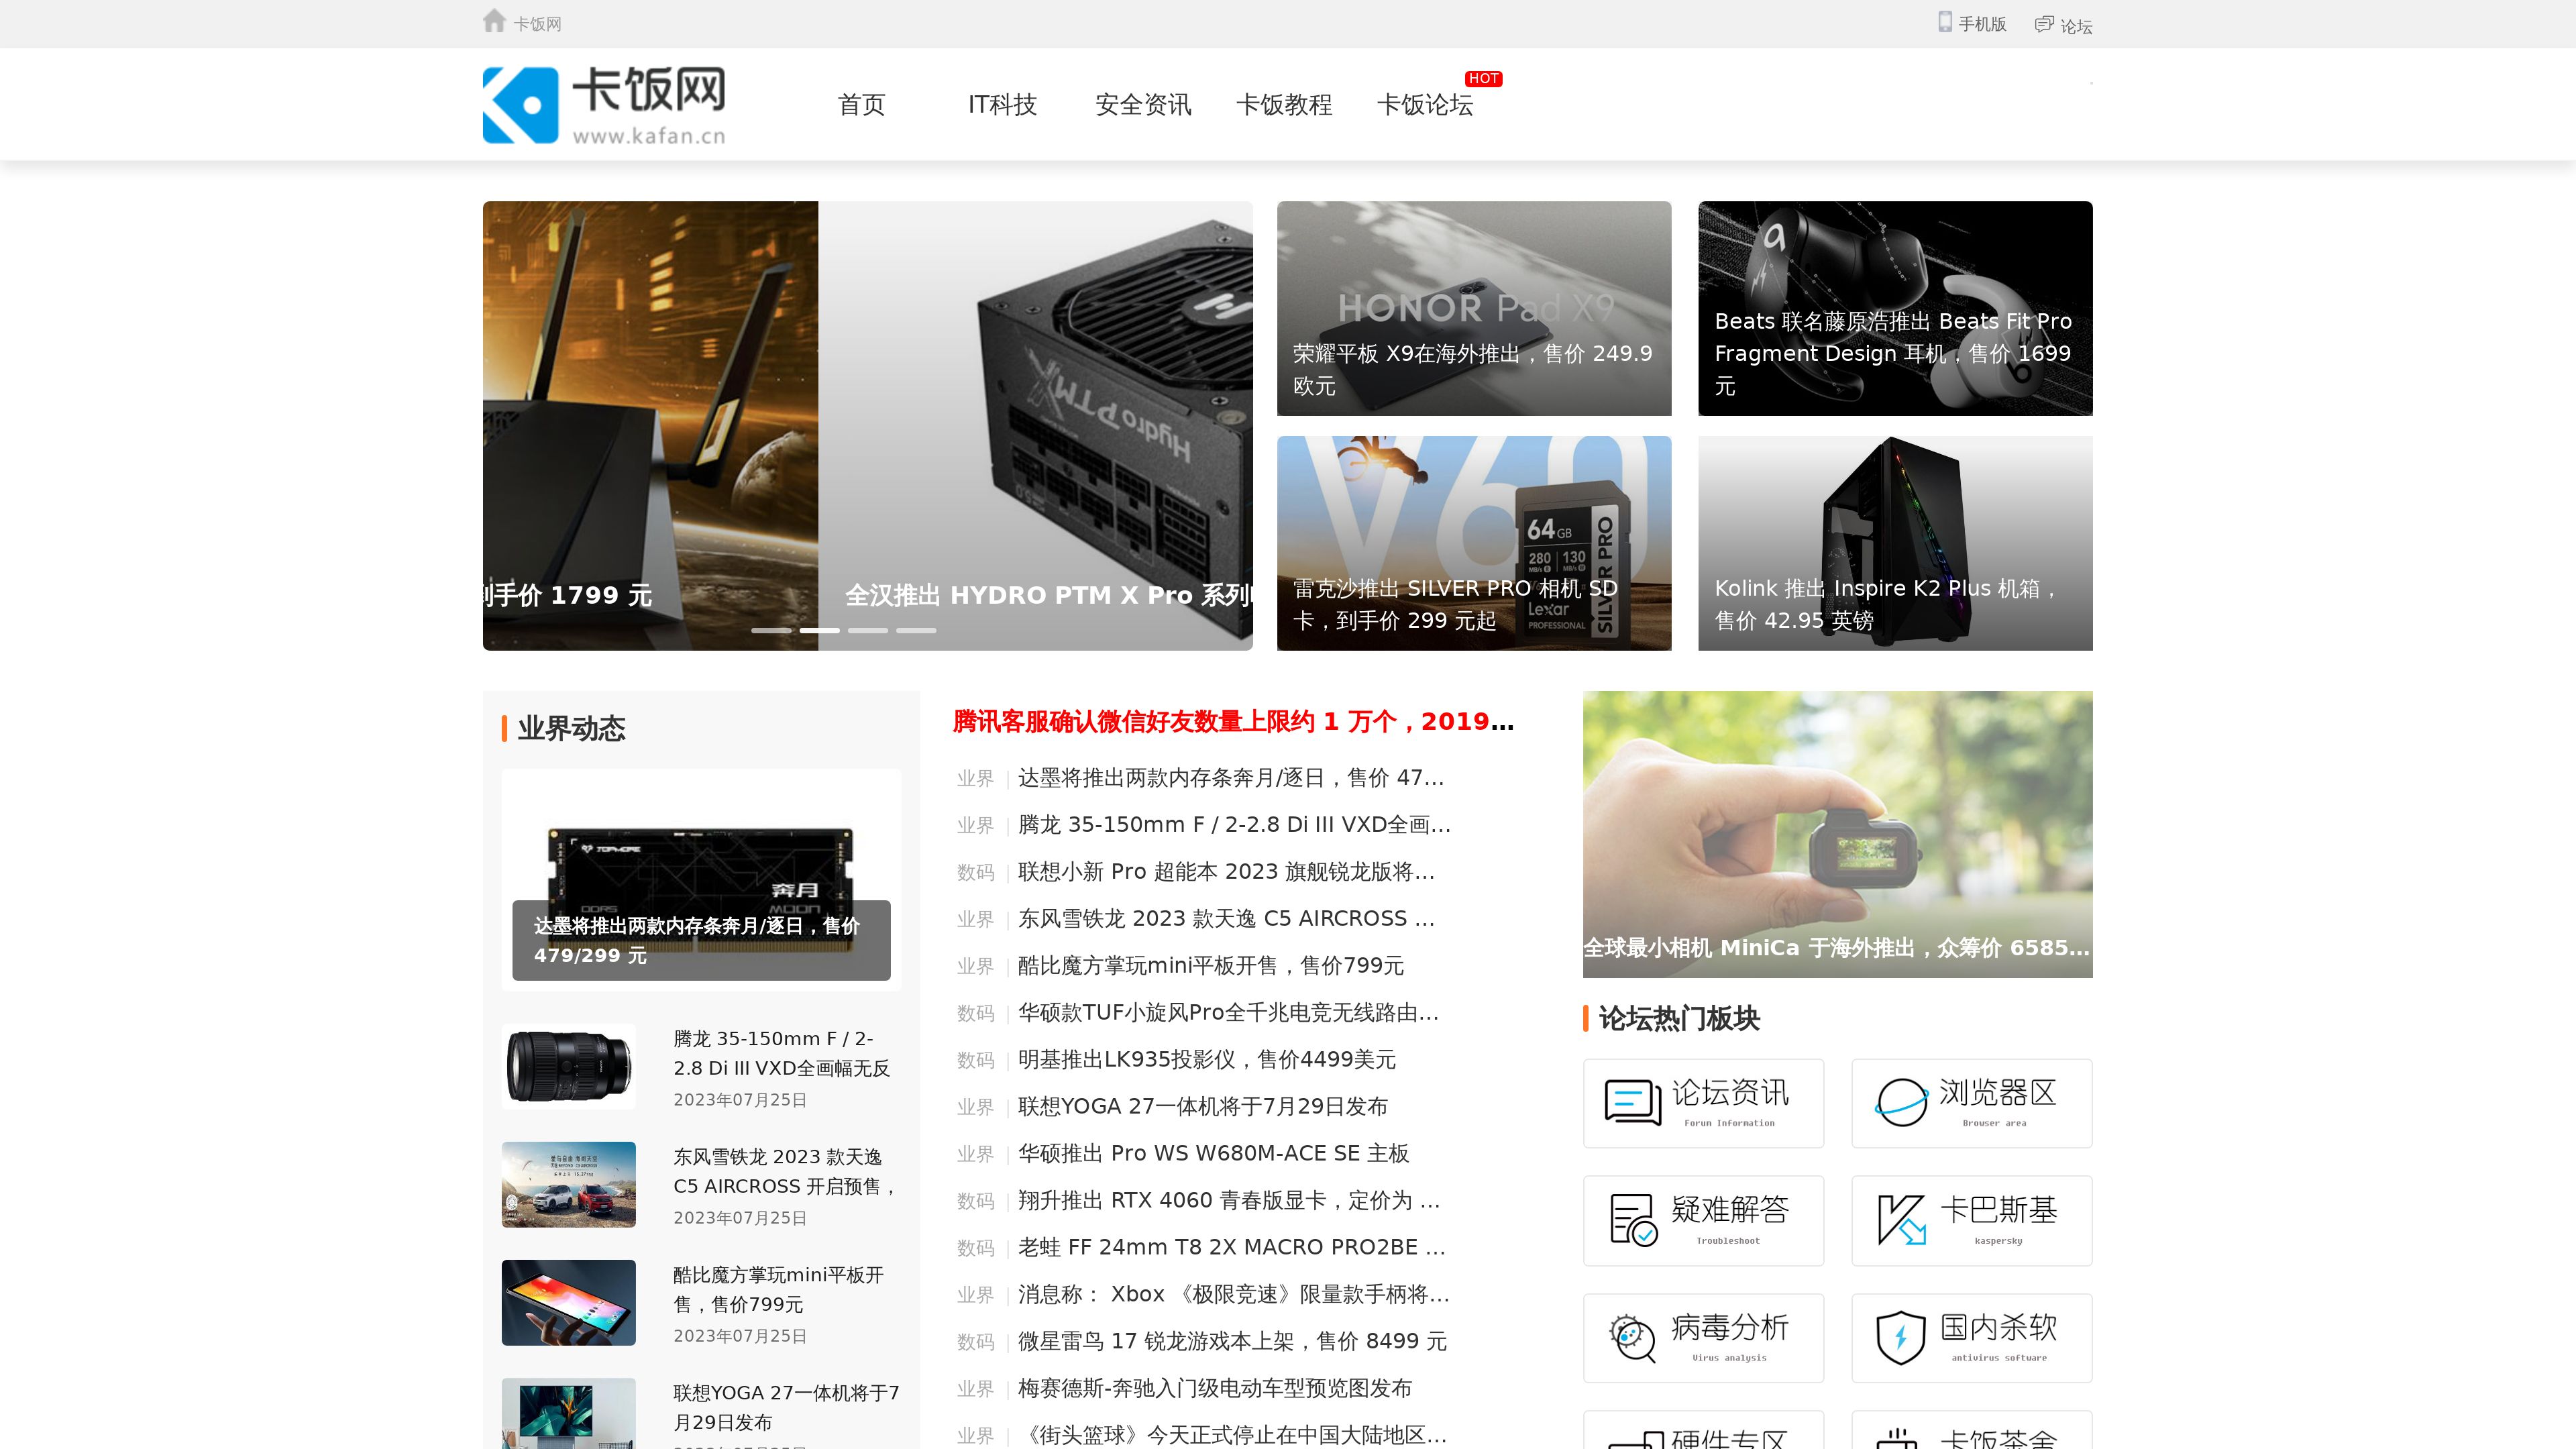 卡饭网
手机版
论坛
卡饭网
www.kafan.cn
首页
IT科技
安全资讯
卡饭教程
卡饭论坛
HOT
到手价 1799 元
全汉推出 HYDRO PTM X Pro 系列
HydroPTM
HONOR Pad X9
荣耀平板 X9在海外推出，售价 249.9
欧元
Beats 联名藤原浩推出 Beats Fit Pro
Fragment Design 耳机，售价 1699
元
V60
64GB
280
130
SILVER PRO
Lexar
PROFESSIONAL
雷克沙推出 SILVER PRO 相机 SD
卡，到手价 299 元起
Kolink 推出 Inspire K2 Plus 机箱，
售价 42.95 英镑
业界动态
奔月
MOON
DDR5
达墨将推出两款内存条奔月/逐日，售价
479/299 元
腾龙 35-150mm F / 2-
2.8 Di III VXD全画幅无反
2023年07月25日
东风雪铁龙 2023 款天逸
C5 AIRCROSS 开启预售，
2023年07月25日
酷比魔方掌玩mini平板开
售，售价799元
2023年07月25日
联想YOGA 27一体机将于7
月29日发布
腾讯客服确认微信好友数量上限约 1 万个，2019...
业界 | 达墨将推出两款内存条奔月/逐日，售价 47...
业界 | 腾龙 35-150mm F / 2-2.8 Di III VXD全画...
数码 | 联想小新 Pro 超能本 2023 旗舰锐龙版将...
业界 | 东风雪铁龙 2023 款天逸 C5 AIRCROSS ...
业界 | 酷比魔方掌玩mini平板开售，售价799元
数码 | 华硕款TUF小旋风Pro全千兆电竞无线路由...
数码 | 明基推出LK935投影仪，售价4499美元
业界 | 联想YOGA 27一体机将于7月29日发布
业界 | 华硕推出 Pro WS W680M-ACE SE 主板
数码 | 翔升推出 RTX 4060 青春版显卡，定价为 ...
数码 | 老蛙 FF 24mm T8 2X MACRO PRO2BE ...
业界 | 消息称： Xbox 《极限竞速》限量款手柄将...
数码 | 微星雷鸟 17 锐龙游戏本上架，售价 8499 元
业界 | 梅赛德斯-奔驰入门级电动车型预览图发布
业界 | 《街头篮球》今天正式停止在中国大陆地区...
全球最小相机 MiniCa 于海外推出，众筹价 6585...
论坛热门板块
论坛资讯
Forum Information
浏览器区
Browser area
疑难解答
Troubleshoot
卡巴斯基
kaspersky
病毒分析
Virus analysis
国内杀软
antivirus software
硬件专区
卡饭茶舍